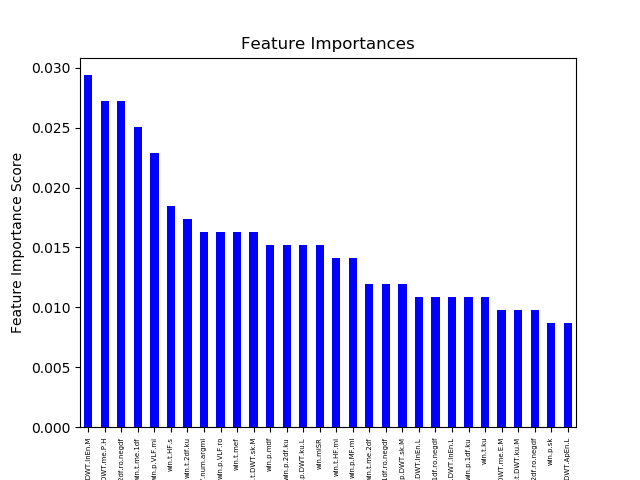 Feature Importances
Feature Importance Score
0.030
0.025
0.020
0.015
0.010
0.005
0.000
DWT.InEn.M
DWT.me.P.H
2df.ro.negdf
win.t.me.1df
win.p.VLF.mi
win.t.HF.s
win.t.2df.ku
.num.argmi
win.p.VLF.ro
win.t.mef
t.DWT.sk.M
win.p.mdf
win.p.2df.ku
p.DWT.ku.L
win.miSR
win.t.HF.mi
win.p.MF.mi
win.t.me.2df
1df.ro.negdf
p.DWT.sk.M
DWT.InEn.L
1df.ro.negdf
.DWT.InEn.L
win.p.1df.ku
win.t.ku
DWT.me.E.M
t.DWT.ku.M
2df.ro.negdf
win.p.sk
DWT.ApEn.L